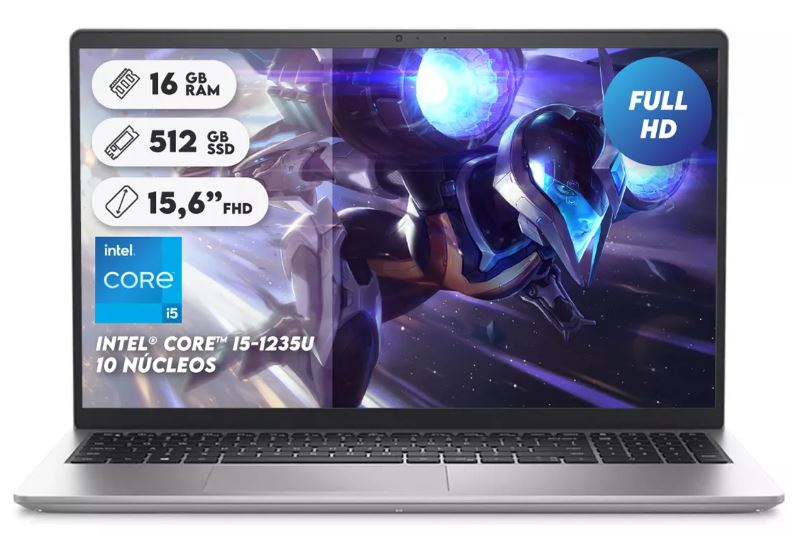 16 GB RAM
512 GB SSD
15,6” FHD
FULL
HD
intel.
CORE
i5
INTEL® CORE™ I5-1235U
10 NÚCLEOS